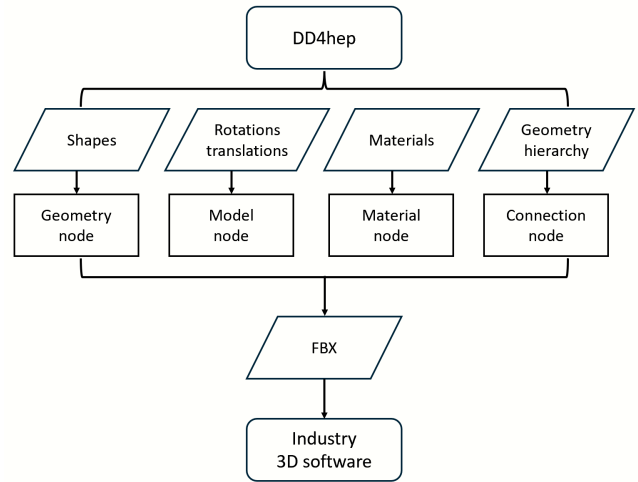 DD4hep
Shapes
Rotations
translations
Materials
Geometry
hierarchy
Geometry
node
Model
node
Material
node
Connection
node
FBX
Industry
3D software